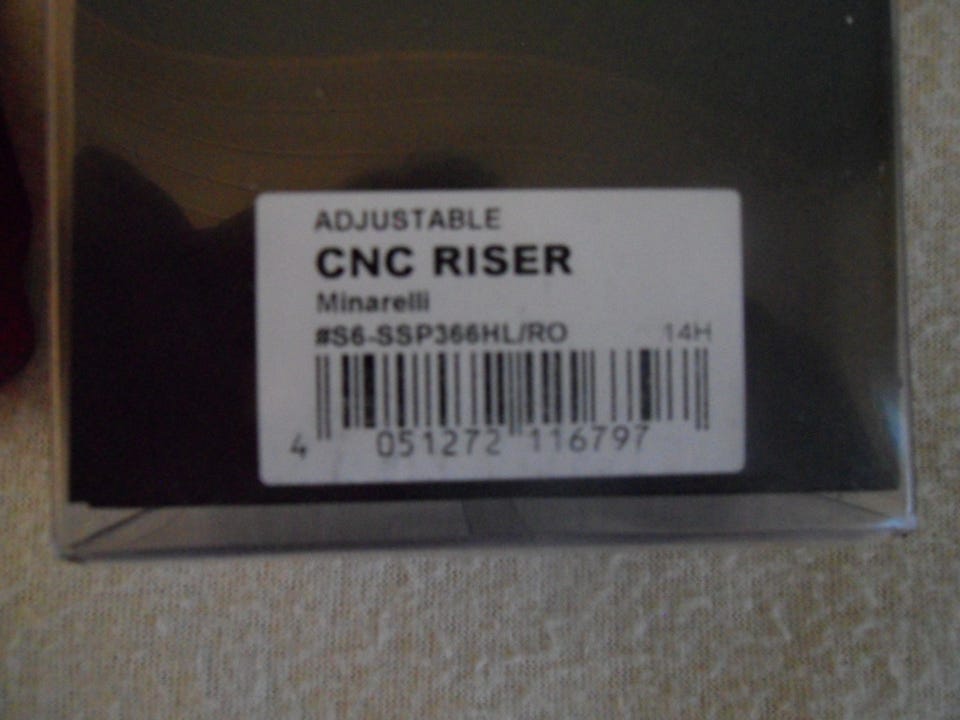 ADJUSTABLE
CNC RISER
Minarelli
#S6-SSP366HL/RO 14H
4 051272 116797